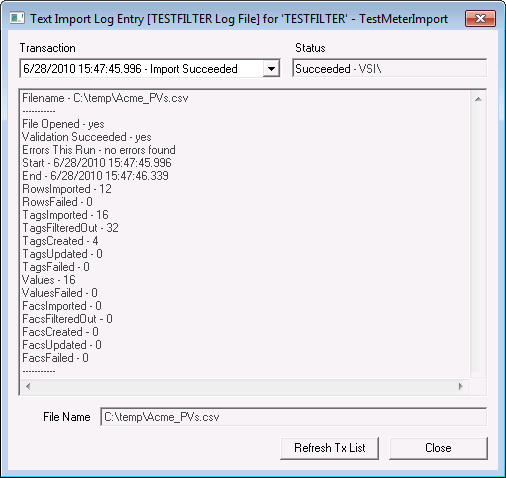 Text Import Log Entry [TESTFILTER Log File] for 'TESTFILTER' - TestMeterImport
Transaction
Status
6/28/2010 15:47:45.996 - Import Succeeded
Succeeded - VSI\
Filename - C:\temp\Acme_PVs.csv
-----------
File Opened - yes
Validation Succeeded - yes
Errors This Run - no errors found
Start - 6/28/2010 15:47:45.996
End - 6/28/2010 15:47:46.339
RowsImported - 12
RowsFailed - 0
TagsImported - 16
TagsFilteredOut - 32
TagsCreated - 4
TagsUpdated - 0
TagsFailed - 0
Values - 16
ValuesFailed - 0
FacsImported - 0
FacsFilteredOut - 0
FacsCreated - 0
FacsUpdated - 0
FacsFailed - 0
-----------
File Name
C:\temp\Acme_PVs.csv
Refresh Tx List
Close